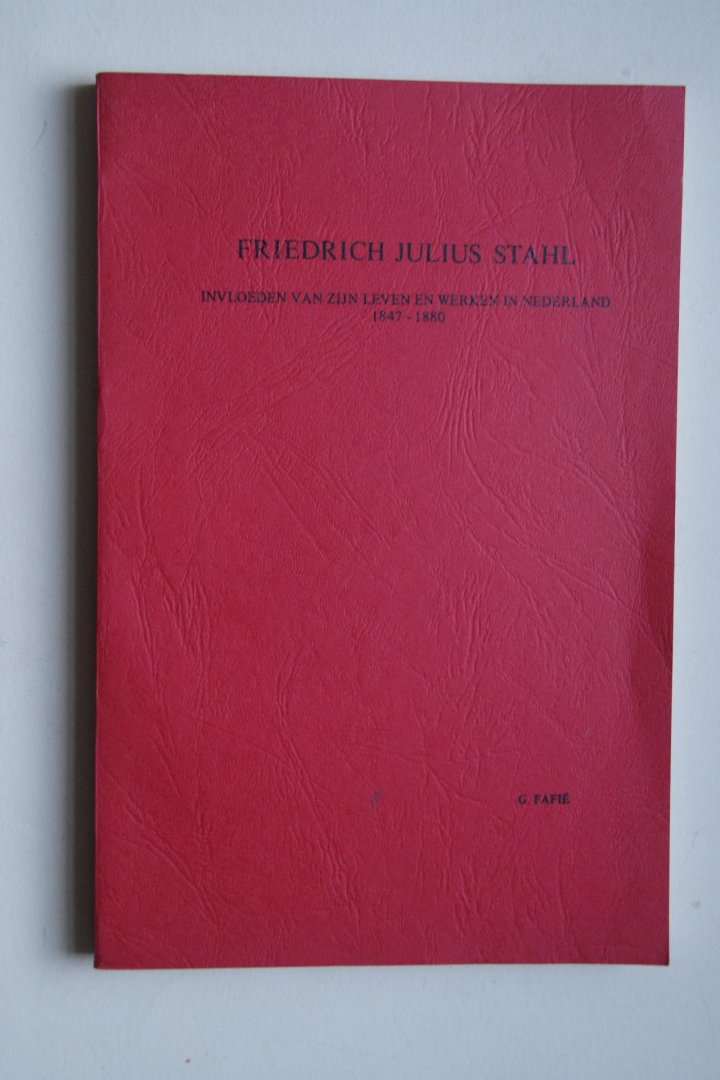 FRIEDRICH JULIUS STAHL
INVLOEDEN VAN ZIJN LEVEN EN WERKEN IN NEDERLAND
1847 - 1880
G. FAFIÉ